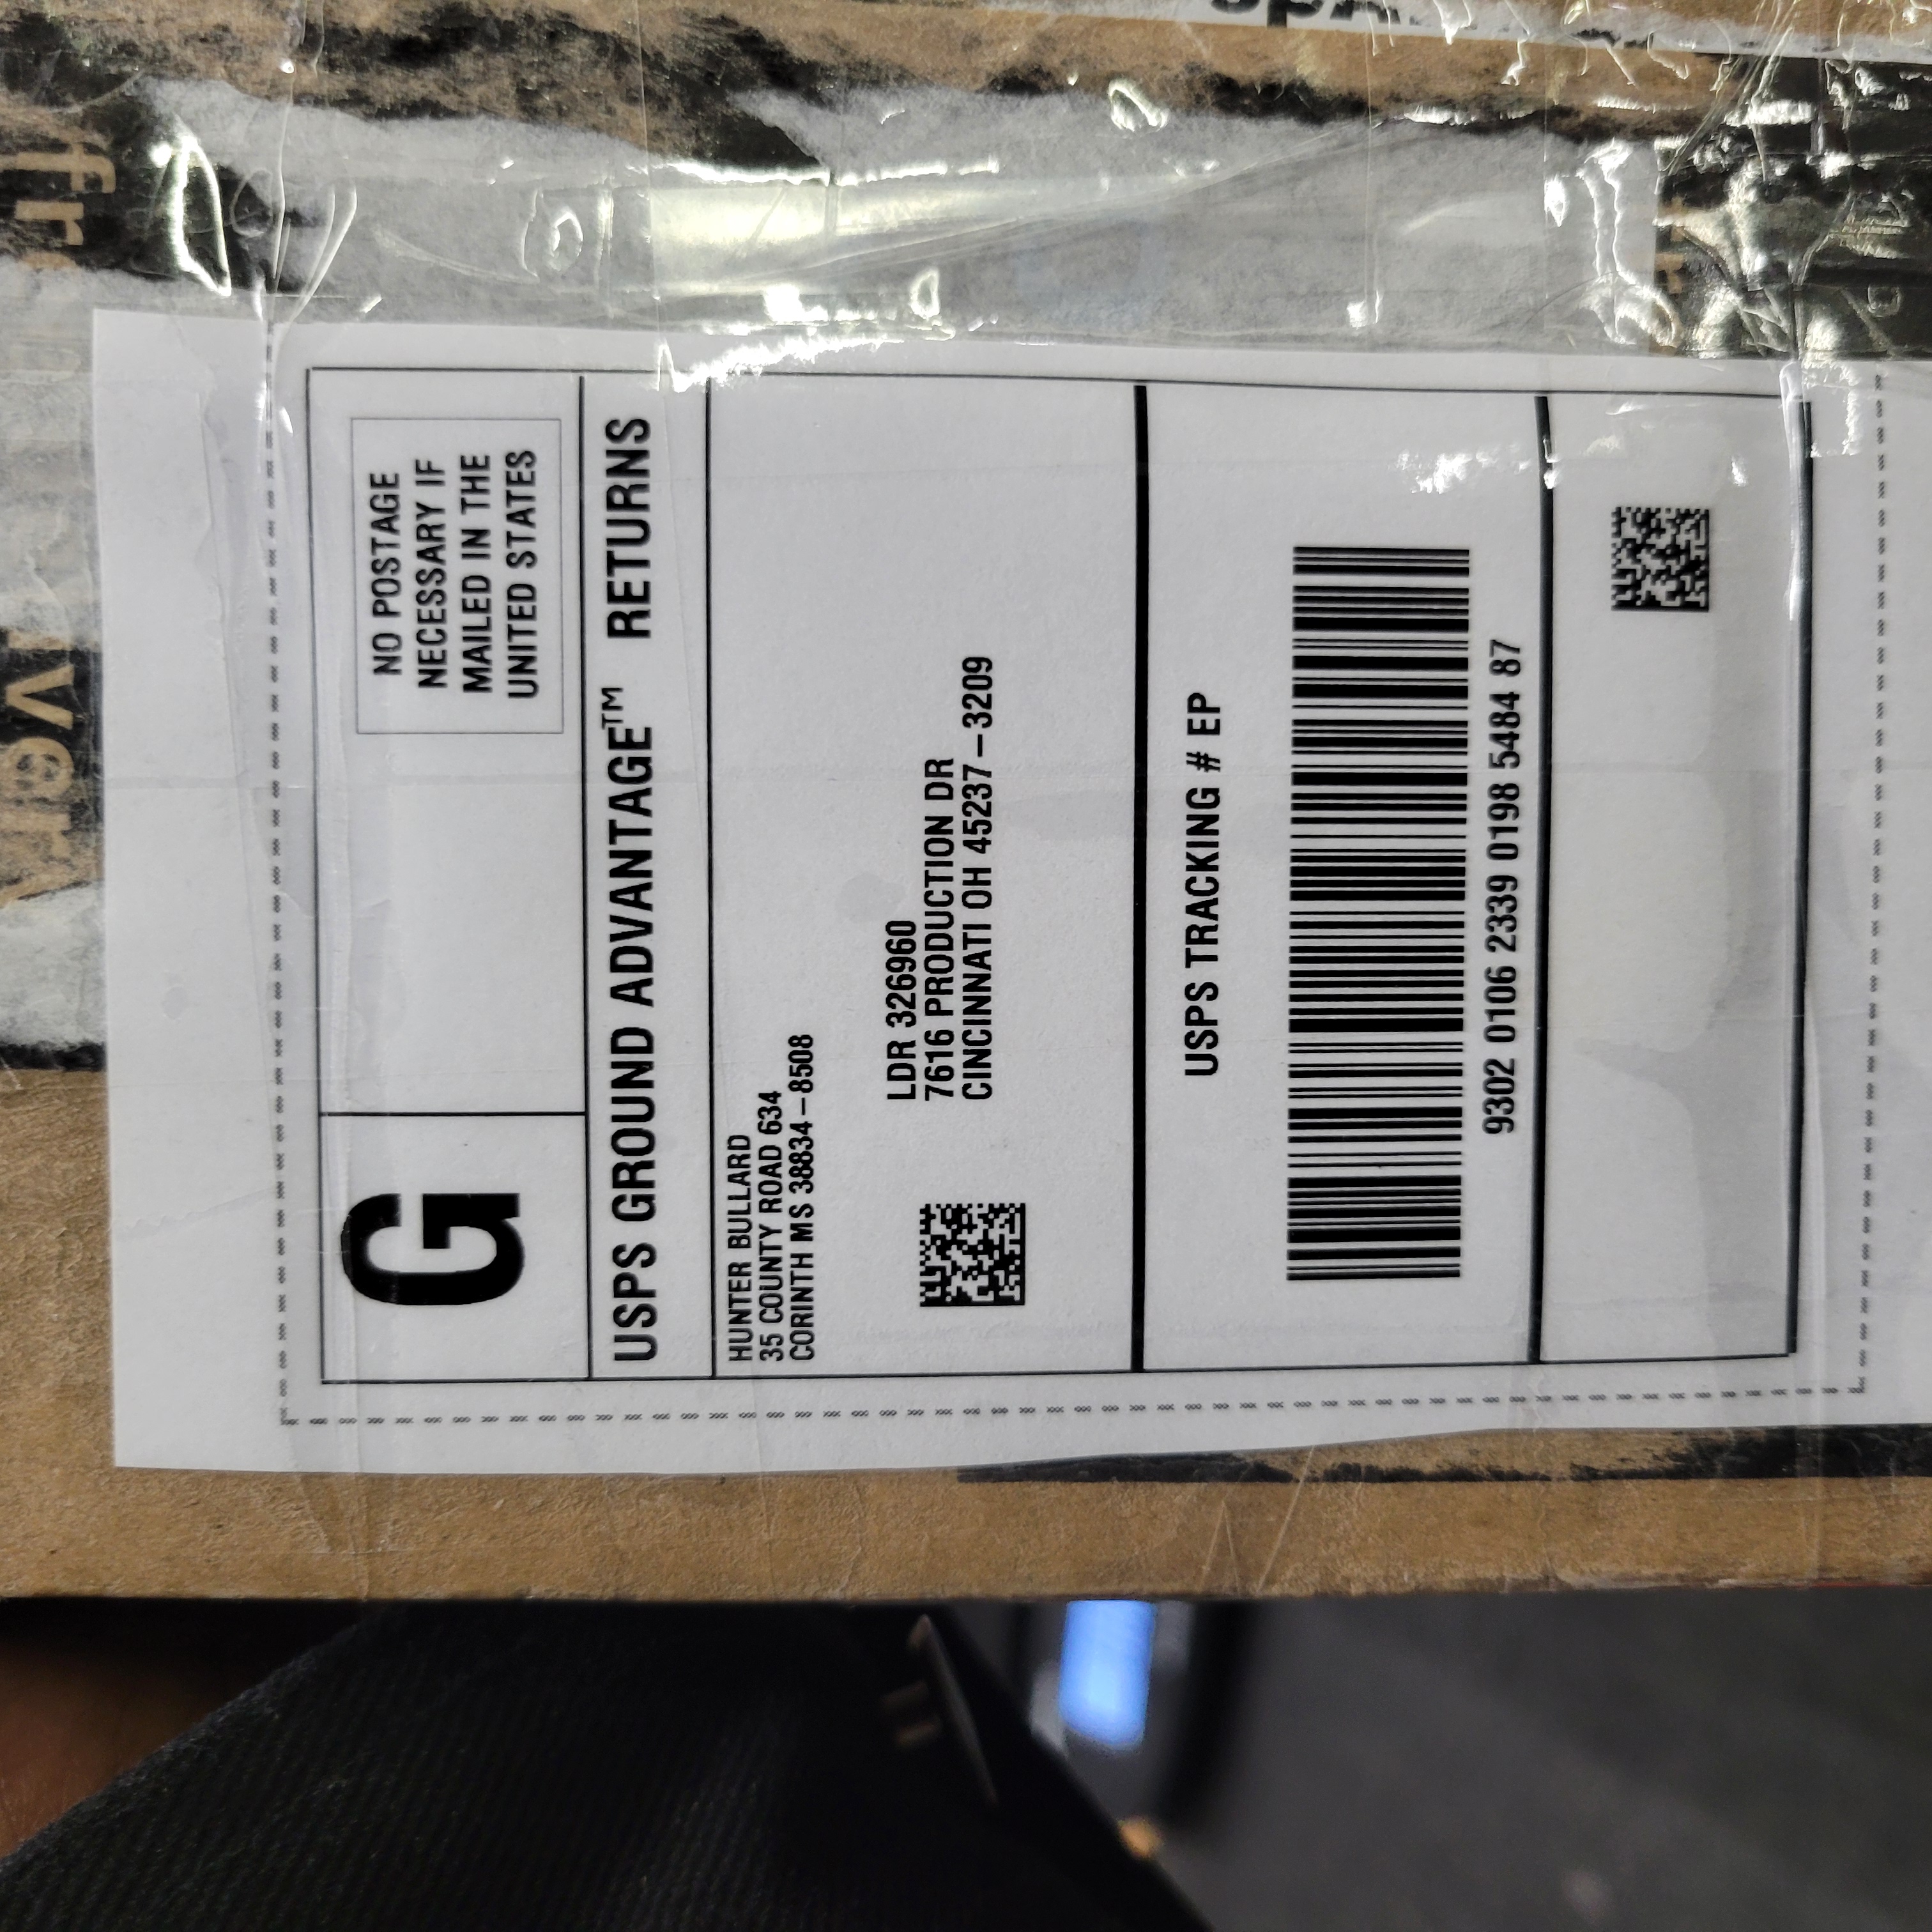 G
NO POSTAGE
NECESSARY IF
MAILED IN THE
UNITED STATES
USPS GROUND ADVANTAGE™ RETURNS
HUNTER BULLARD
35 COUNTY ROAD 634
CORINTH MS 38834-8508
LDR 326960
7616 PRODUCTION DR
CINCINNATI OH 45237-3209
USPS TRACKING # EP
9302 0106 2339 0198 5484 87